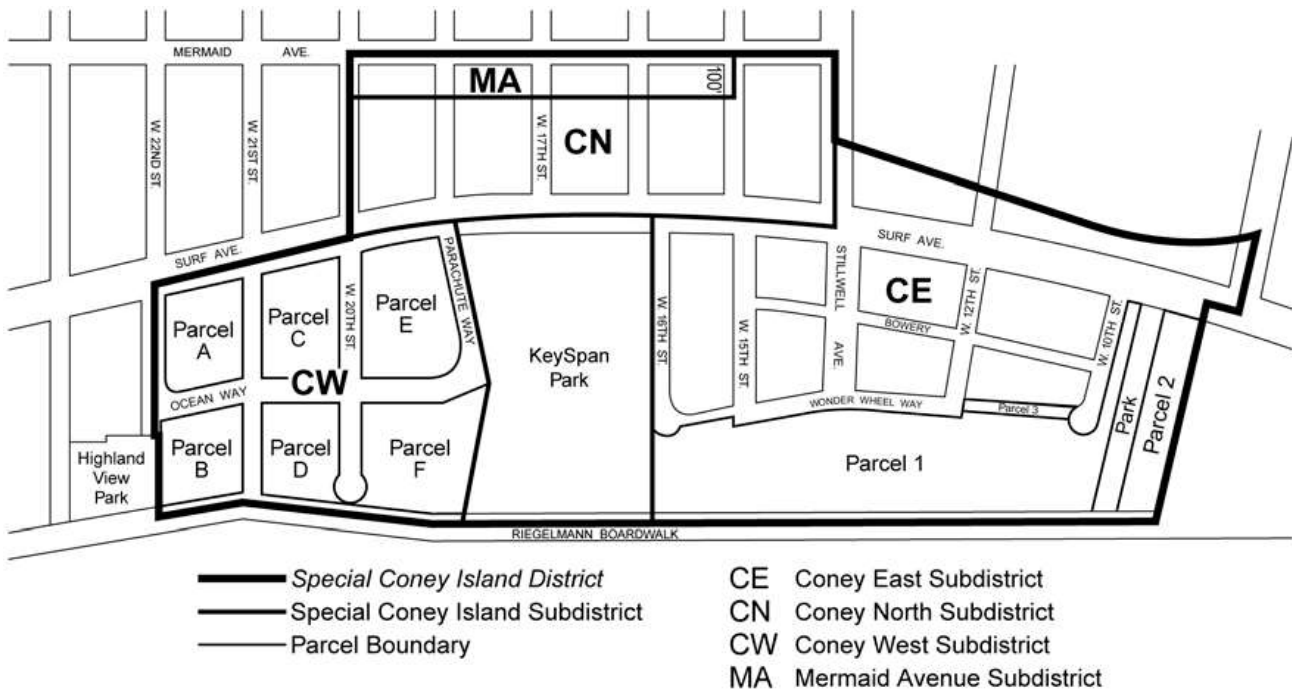 MERMAID AVE.
MA
100'
W. 22ND ST.
W. 21ST ST.
W. 17TH ST.
CN
SURF AVE.
PARACHUTE WAY
SURF AVE.
STILLWELL AVE.
W. 20TH ST.
Parcel
E
Parcel
C
Parcel
A
CE
W. 12TH ST.
W. 10TH ST.
BOWERY
W. 16TH ST.
W. 15TH ST.
KeySpan
Park
CW
OCEAN WAY
WONDER WHEEL WAY
Parcel 3
Park
Parcel 2
Highland
View
Park
Parcel
B
Parcel
D
Parcel
F
Parcel 1
RIEGELMANN BOARDWALK
Special Coney Island District
Special Coney Island Subdistrict
Parcel Boundary
CE Coney East Subdistrict
CN Coney North Subdistrict
CW Coney West Subdistrict
MA Mermaid Avenue Subdistrict